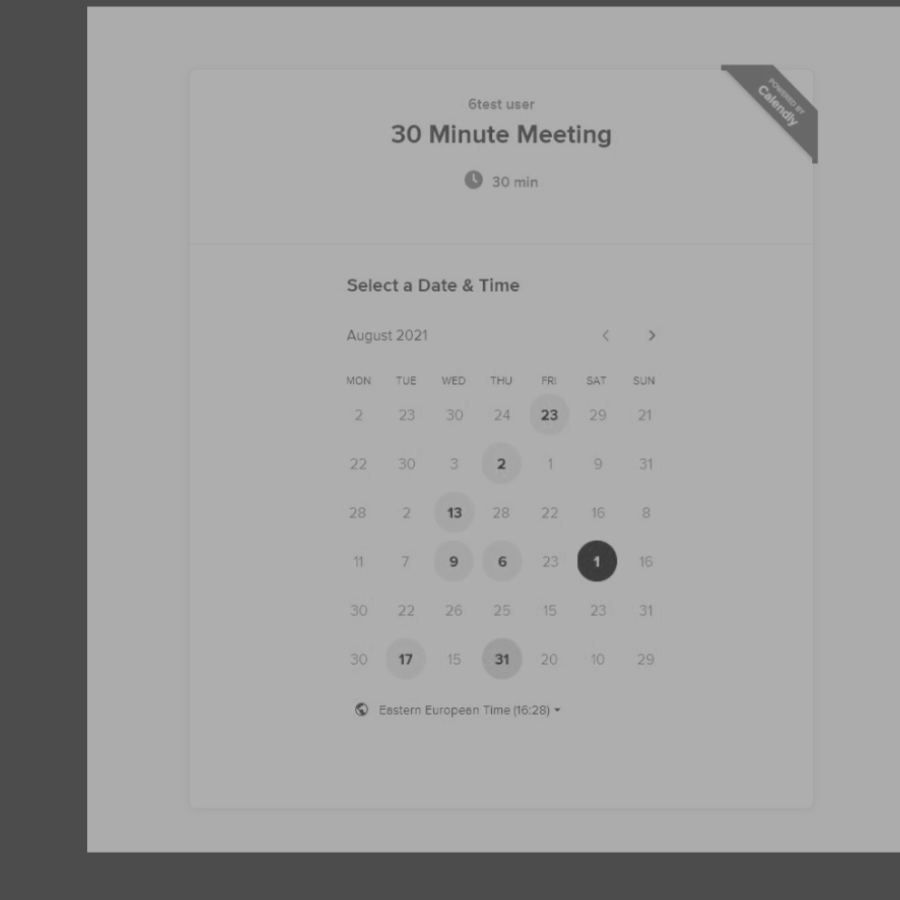 POWERED BY
Calendly
6test user
30 Minute Meeting
30 min
Select a Date & Time
August 2021
MON TUE WED THU FRI SAT SUN
2 23 30 24 23 29 21
22 30 3 2 1 9 31
28 2 13 28 22 16 8
11 7 9 6 23 1 16
30 22 26 25 15 23 31
30 17 15 31 20 10 29
Eastern European Time (16:28)